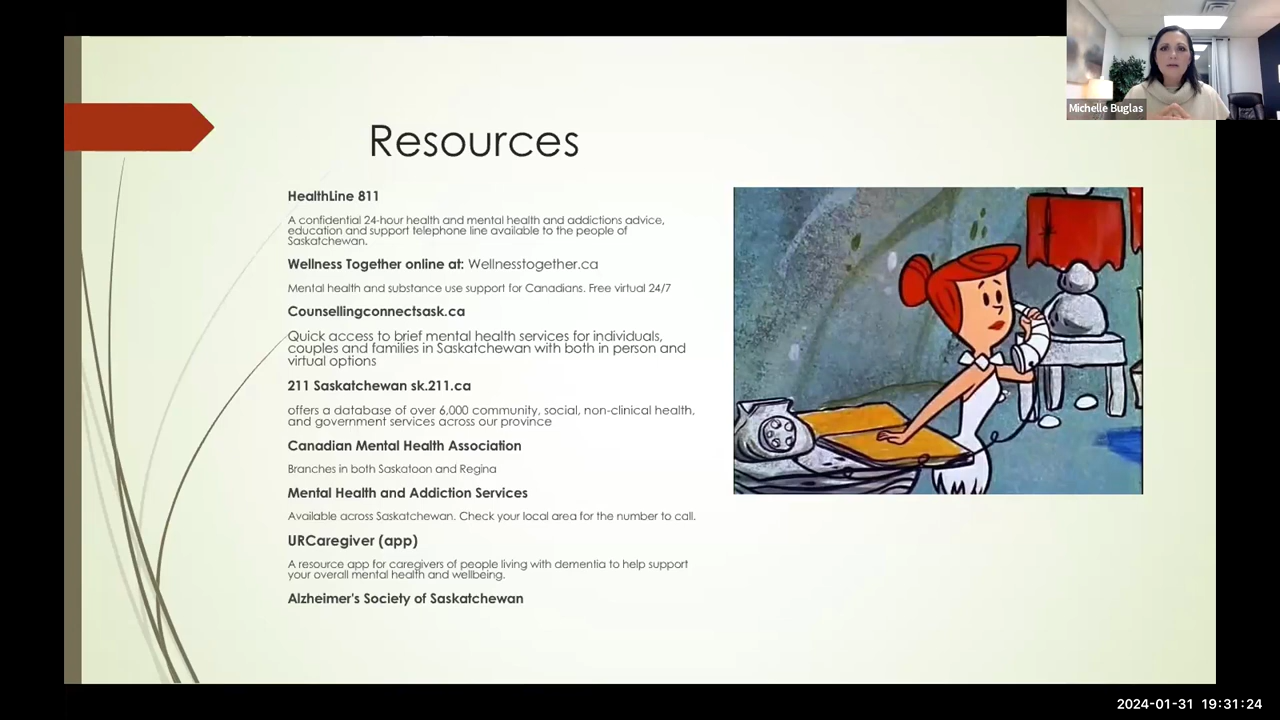 Michelle Buglas
Resources
HealthLine 811
A confidential 24-hour health and mental health and addictions advice,
education and support telephone line available to the people of
Saskatchewan.
Wellness Together online at: Wellnesstogether.ca
Mental health and substance use support for Canadians. Free virtual 24/7
Counsellingconnectsask.ca
Quick access to brief mental health services for individuals,
couples and families in Saskatchewan with both in person and
virtual options
211 Saskatchewan sk.211.ca
offers a database of over 6,000 community, social, non-clinical health,
and government services across our province
Canadian Mental Health Association
Branches in both Saskatoon and Regina
Mental Health and Addiction Services
Available across Saskatchewan. Check your local area for the number to call.
URCaregiver (app)
A resource app for caregivers of people living with dementia to help support
your overall mental health and wellbeing.
Alzheimer's Society of Saskatchewan
2024-01-31 19:31:24